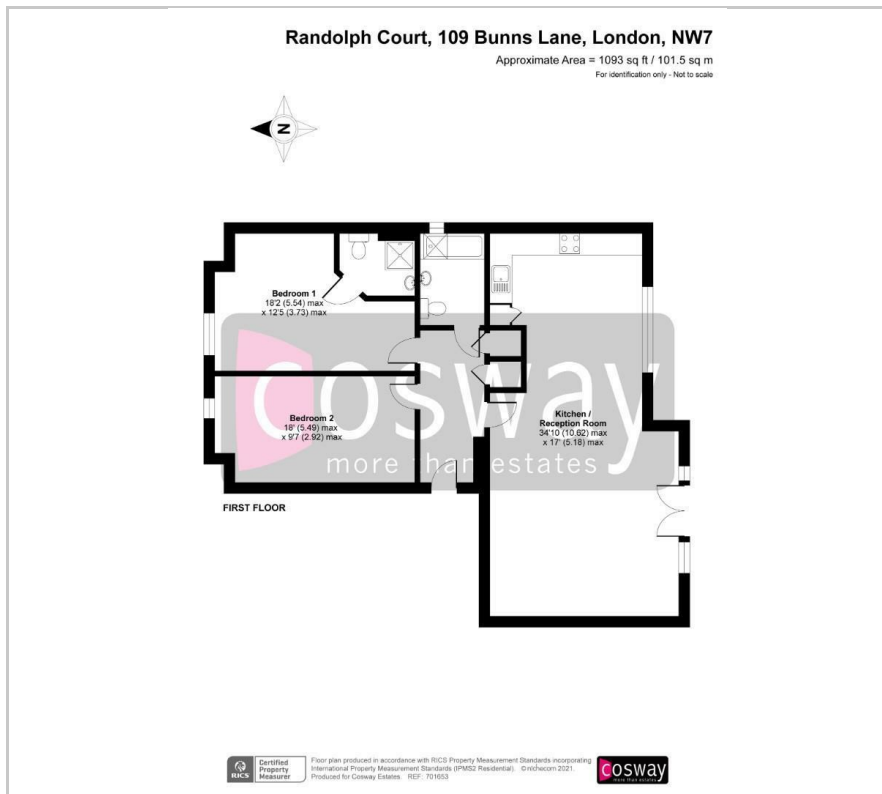 Randolph Court, 109 Bunns Lane, London, NW7
Approximate Area = 1093 sq ft / 101.5 sq m
For identification only - Not to scale
N
Bedroom 1
18'2 (5.54) max
x 12'5 (3.73) max
Bedroom 2
18' (5.49) max
x 9'7 (2.92) max
Kitchen /
Reception Room
34'10 (10.62) max
x 17' (5.18) max
cosway
more than estates
FIRST FLOOR
RICS
Certified
Property
Measurer
Floor plan produced in accordance with RICS Property Measurement Standards incorporating
International Property Measurement Standards (IPMS2 Residential). ©nichecom 2021.
Produced for Cosway Estates. REF: 701653
cosway
more than estates